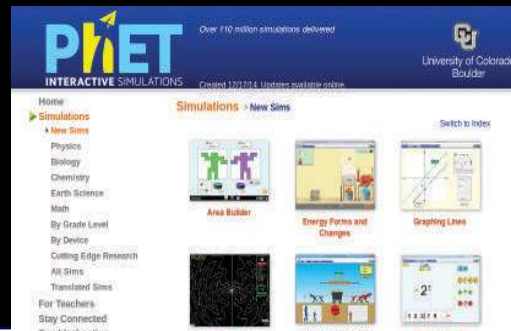 PhET
INTERACTIVE SIMULATIONS
Over 110 million simulations delivered
Created 12/17/14. Updates available online.
CU
University of Colorado
Boulder
Home
Simulations
New Sims
Physics
Biology
Chemistry
Earth Science
Math
By Grade Level
By Device
Cutting Edge Research
All Sims
Translated Sims
For Teachers
Stay Connected
Simulations > New Sims
Switch to Index
Area Builder
Energy Forms and
Changes
Graphing Lines